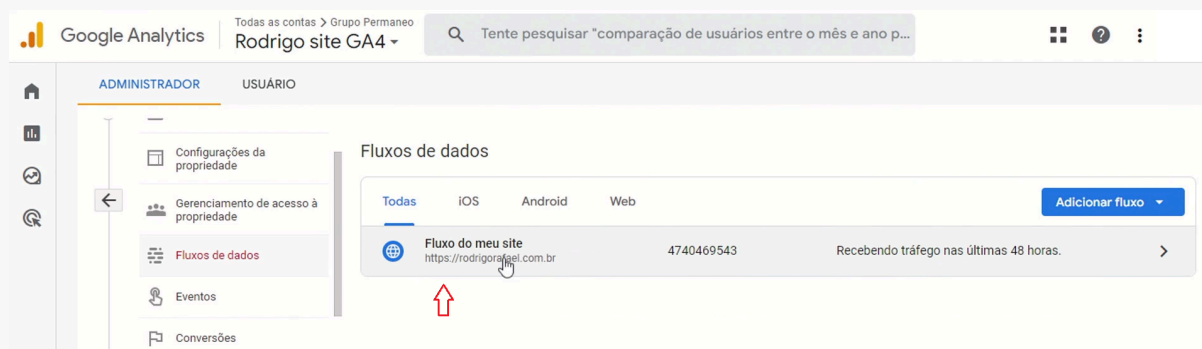 Google Analytics
Todas as contas > Grupo Permaneo
Rodrigo site GA4
Tente pesquisar "comparação de usuários entre o mês e ano p...
ADMINISTRADOR
USUÁRIO
Configurações da
propriedade
Gerenciamento de acesso à
propriedade
Fluxos de dados
Eventos
Conversões
Fluxos de dados
Todas
iOS
Android
Web
Adicionar fluxo
Fluxo do meu site
https://rodrigorafael.com.br
4740469543
Recebendo tráfego nas últimas 48 horas.